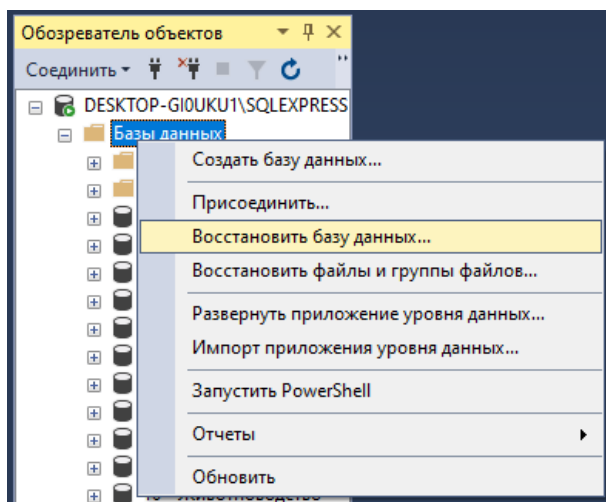 Обозреватель объектов
Соединить
DESKTOP-GI0UKU1\SQLEXPRESS
Базы данных
Создать базу данных...
Присоединить...
Восстановить базу данных...
Восстановить файлы и группы файлов...
Развернуть приложение уровня данных...
Импорт приложения уровня данных...
Запустить PowerShell
Отчеты
Обновить